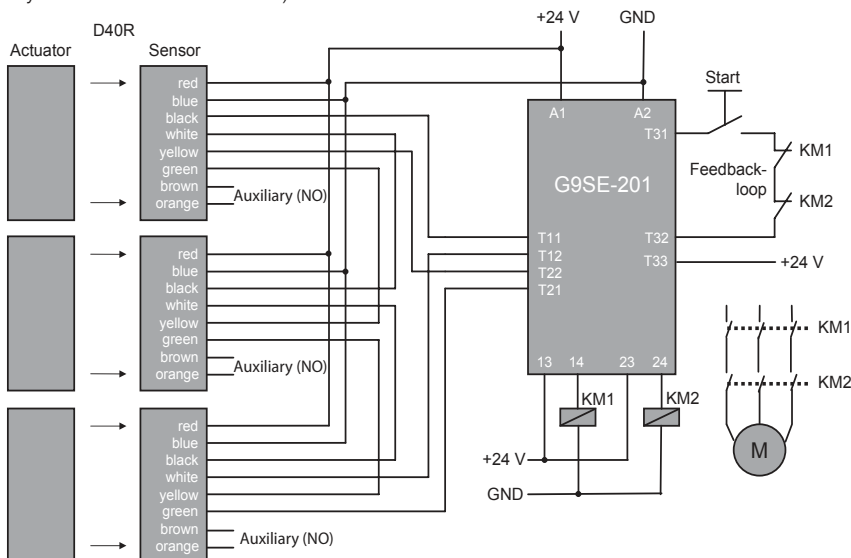 +24 V GND
D40R
Actuator Sensor
red
blue
black
white
yellow
green
brown
orange
Auxiliary (NO)
red
blue
black
white
yellow
green
brown
orange
Auxiliary (NO)
red
blue
black
white
yellow
green
brown
orange
Auxiliary (NO)
A1 A2
T31
G9SE-201
T11
T12
T22
T21
T32
T33
13 14 23 24
Start
KM1
Feedback-
loop
KM2
+24 V
KM1 KM2
+24 V
GND
KM1
KM2
M